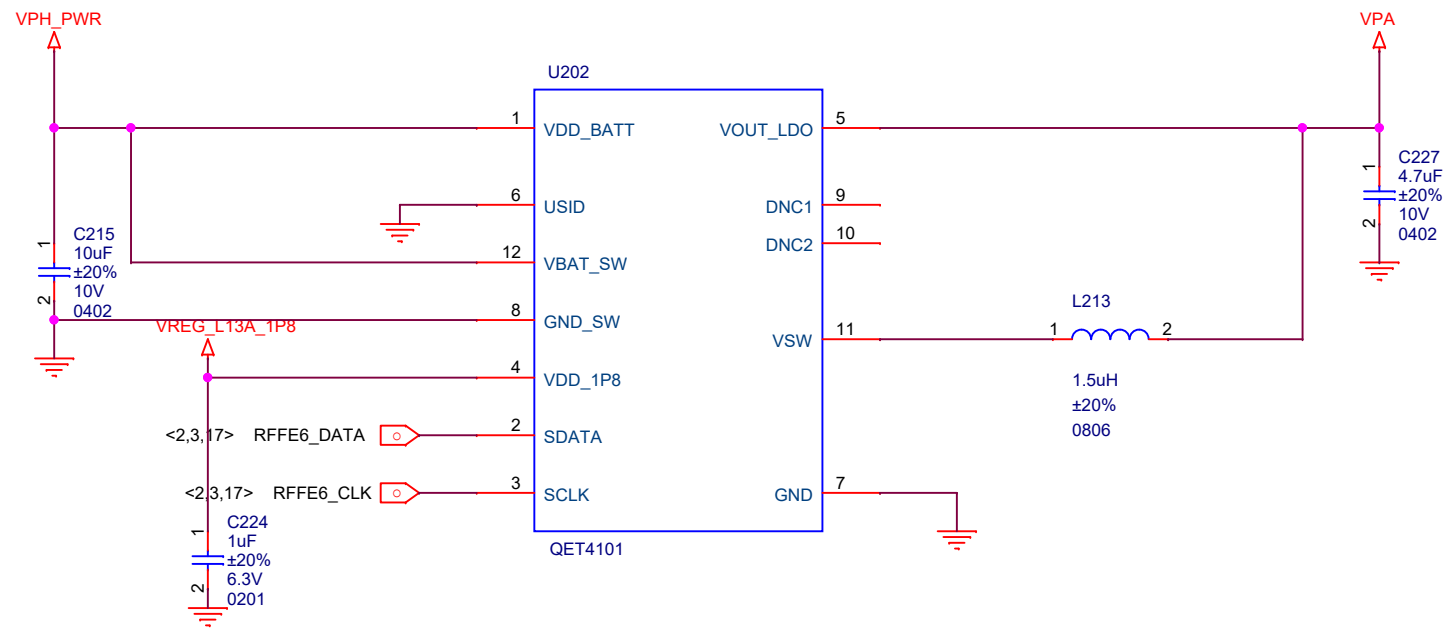 VPH_PWR
VPA
U202
1
VDD_BATT
VOUT_LDO
5
6
USID
DNC1
9
DNC2
10
12
VBAT_SW
8
GND_SW
VSW
11
4
VDD_1P8
2
SDATA
3
SCLK
GND
7
QET4101
1
2
C215
10uF
±20%
10V
0402
VREG_L13A_1P8
<2,3,17> RFFE6_DATA
<2,3,17> RFFE6_CLK
1
2
C224
1uF
±20%
6.3V
0201
L213
1
2
1.5uH
±20%
0806
1
2
C227
4.7uF
±20%
10V
0402